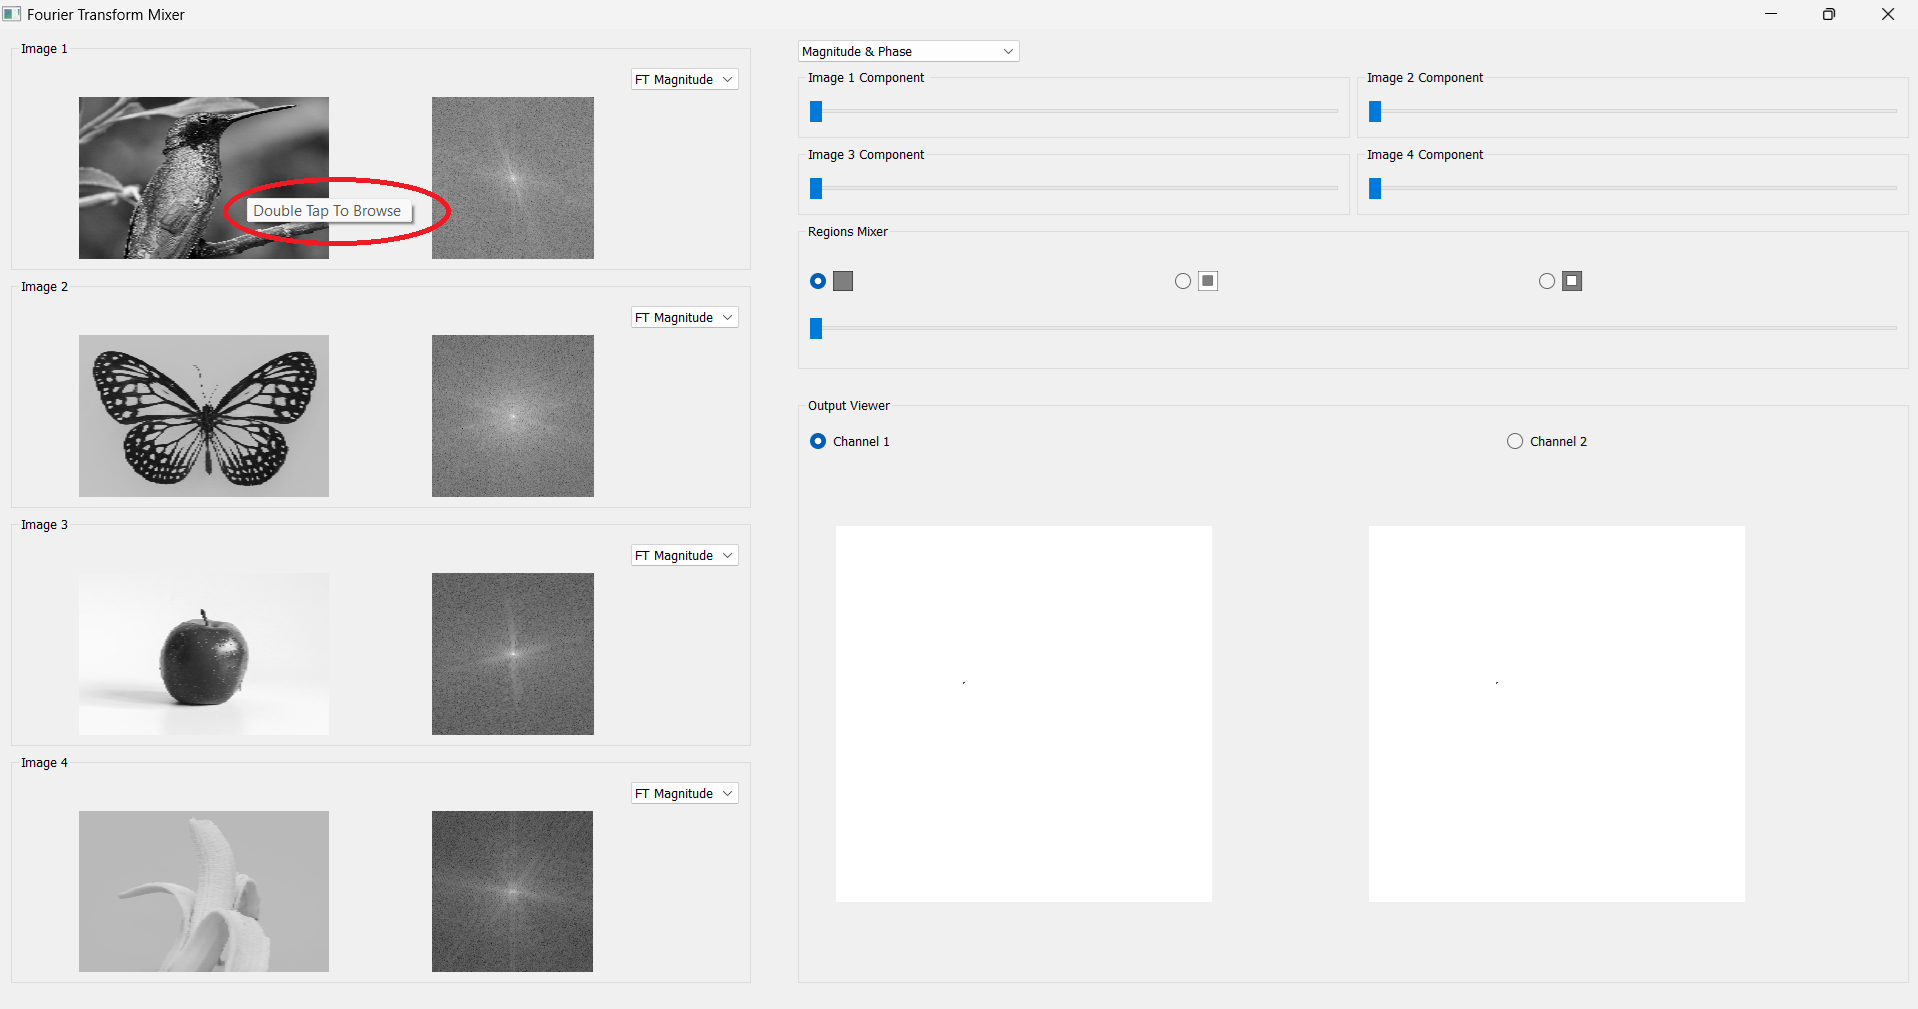 Fourier Transform Mixer
Image 1
FT Magnitude
Double Tap To Browse
Image 2
FT Magnitude
Image 3
FT Magnitude
Image 4
FT Magnitude
Magnitude & Phase
Image 1 Component
Image 2 Component
Image 3 Component
Image 4 Component
Regions Mixer
Output Viewer
Channel 1
Channel 2